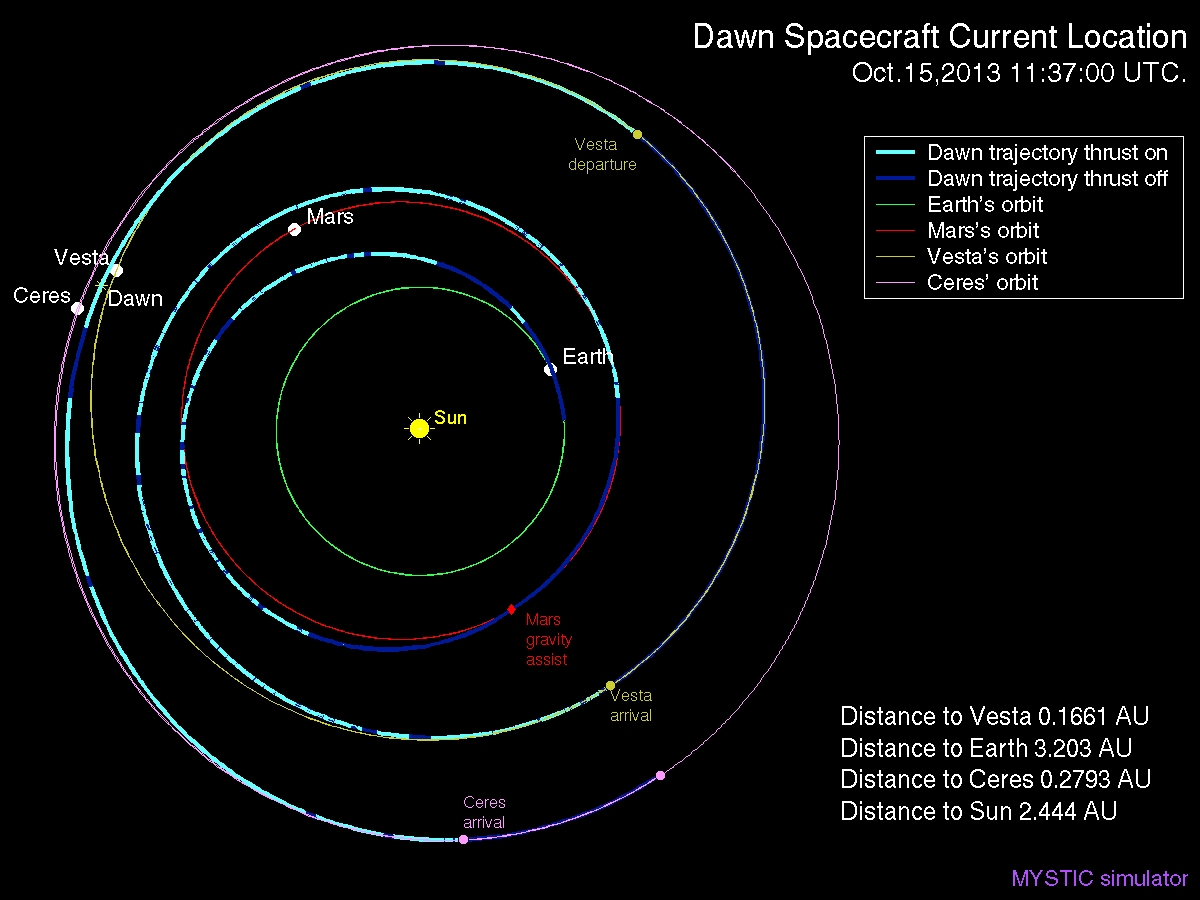 Dawn Spacecraft Current Location
Oct.15,2013 11:37:00 UTC.
Dawn trajectory thrust on
Dawn trajectory thrust off
Earth's orbit
Mars's orbit
Vesta's orbit
Ceres' orbit
Vesta
departure
Mars
Vesta
Ceres
Dawn
Earth
Sun
Mars
gravity
assist
Vesta
arrival
Ceres
arrival
Distance to Vesta 0.1661 AU
Distance to Earth 3.203 AU
Distance to Ceres 0.2793 AU
Distance to Sun 2.444 AU
MYSTIC simulator